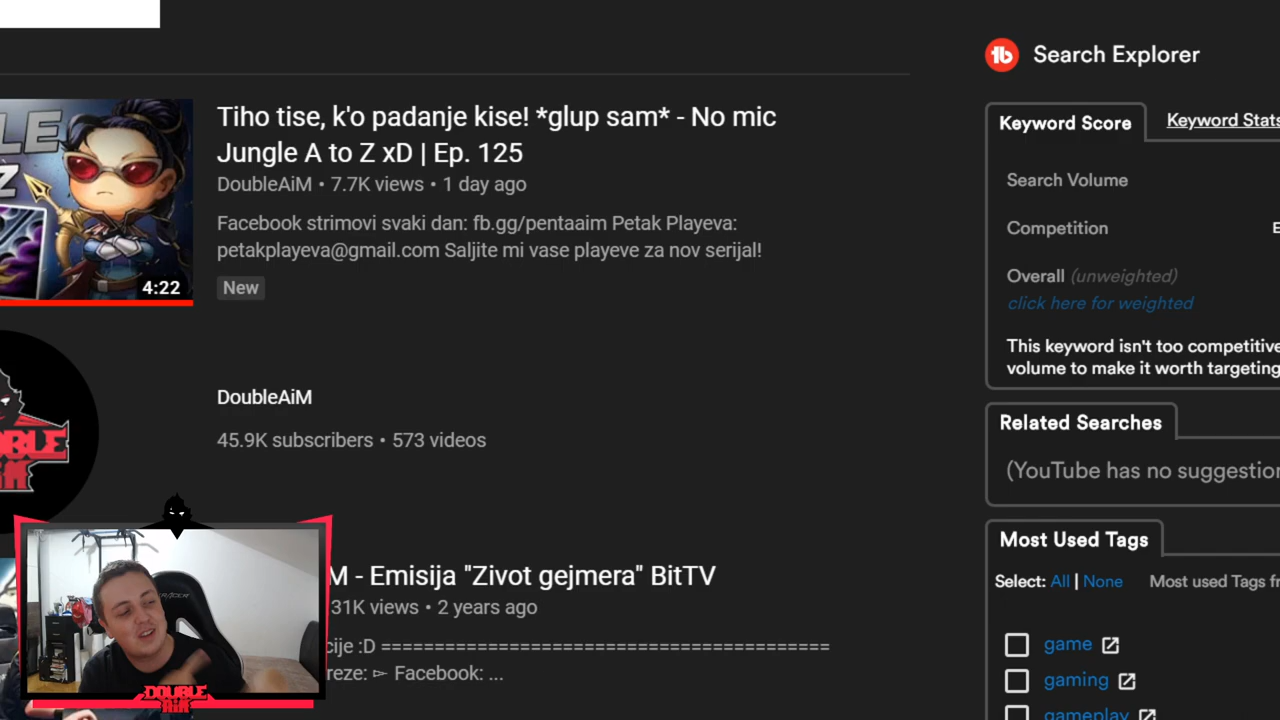 Search Explorer
Tiho tise, k'o padanje kise! *glup sam* - No mic
Jungle A to Z xD | Ep. 125
DoubleAiM • 7.7K views • 1 day ago
Facebook strimovi svaki dan: fb.gg/pentaaim Petak Playeva:
petakplayeva@gmail.com Saljite mi vase playeve za nov serijal!
4:22
New
DoubleAiM
45.9K subscribers • 573 videos
M - Emisija "Zivot gejmera" BitTV
31K views • 2 years ago
cije :D ==========================================
reze: ➢ Facebook: ...
DOUBLE
AiM
Keyword Score
Keyword Stats
Search Volume
Competition
Overall (unweighted)
click here for weighted
This keyword isn't too competitive
volume to make it worth targeting
Related Searches
(YouTube has no suggestion
Most Used Tags
Select: All | None Most used Tags fr
game
gaming
gameplay